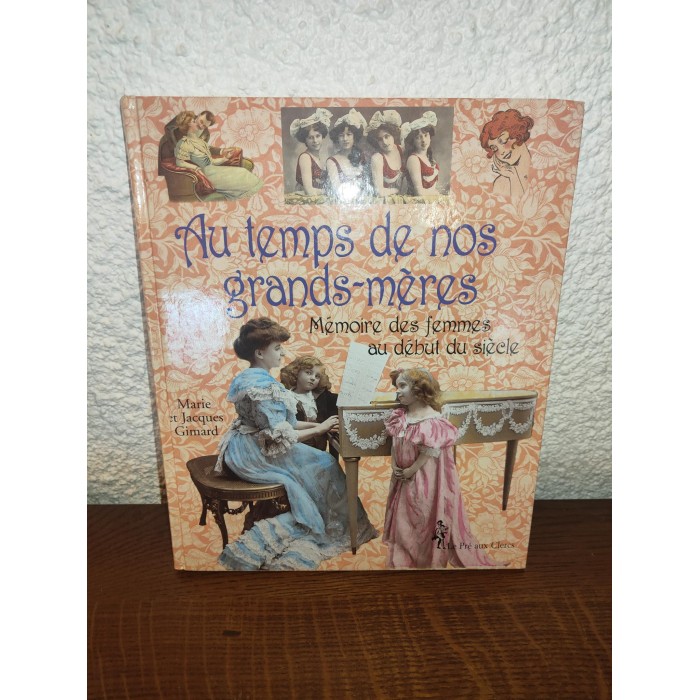 Au temps de nos
grands-mères
Mémoire des femmes
au début du siècle
Marie
et Jacques
Gimard
Le Pré aux Clercs